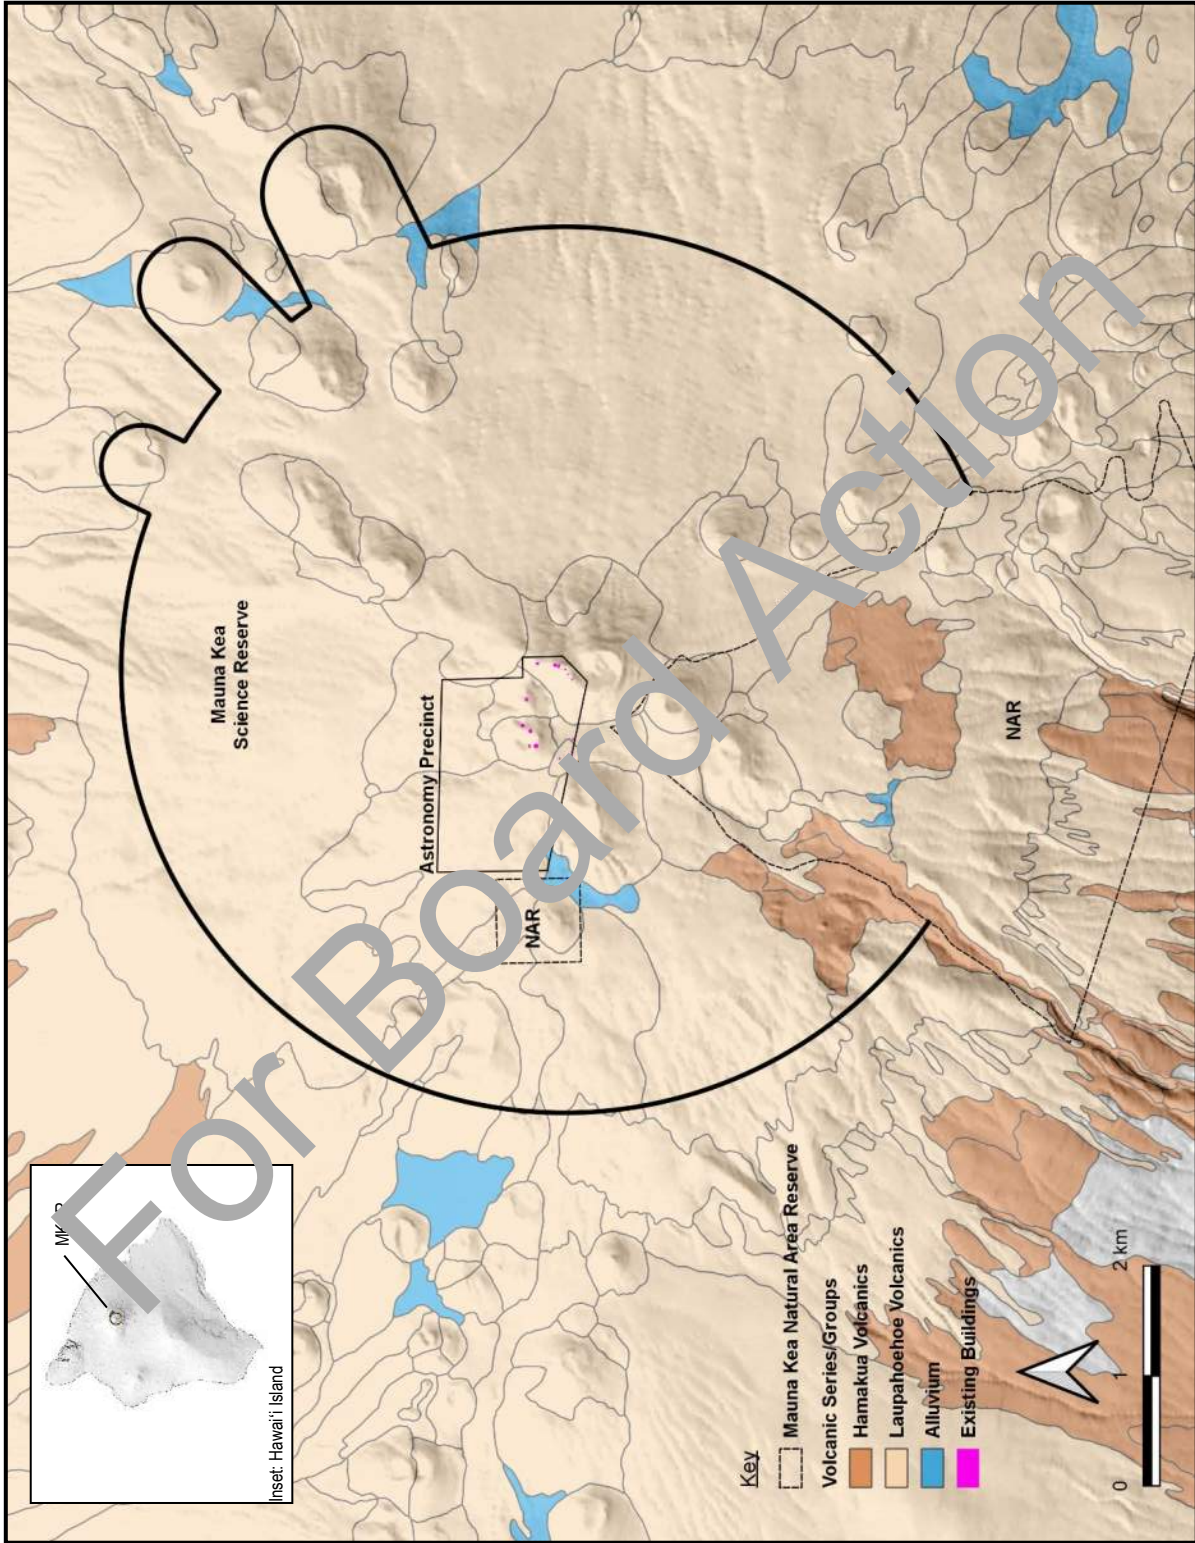 Mauna Kea
Science Reserve
Astronomy Precinct
NAR
NAR
Inset: Hawai'i Island
Key
Mauna Kea Natural Area Reserve
Volcanic Series/Groups
Hamakua Volcanics
Laupahoehoe Volcanics
Alluvium
Existing Buildings
0
1
2 km
For Board Action